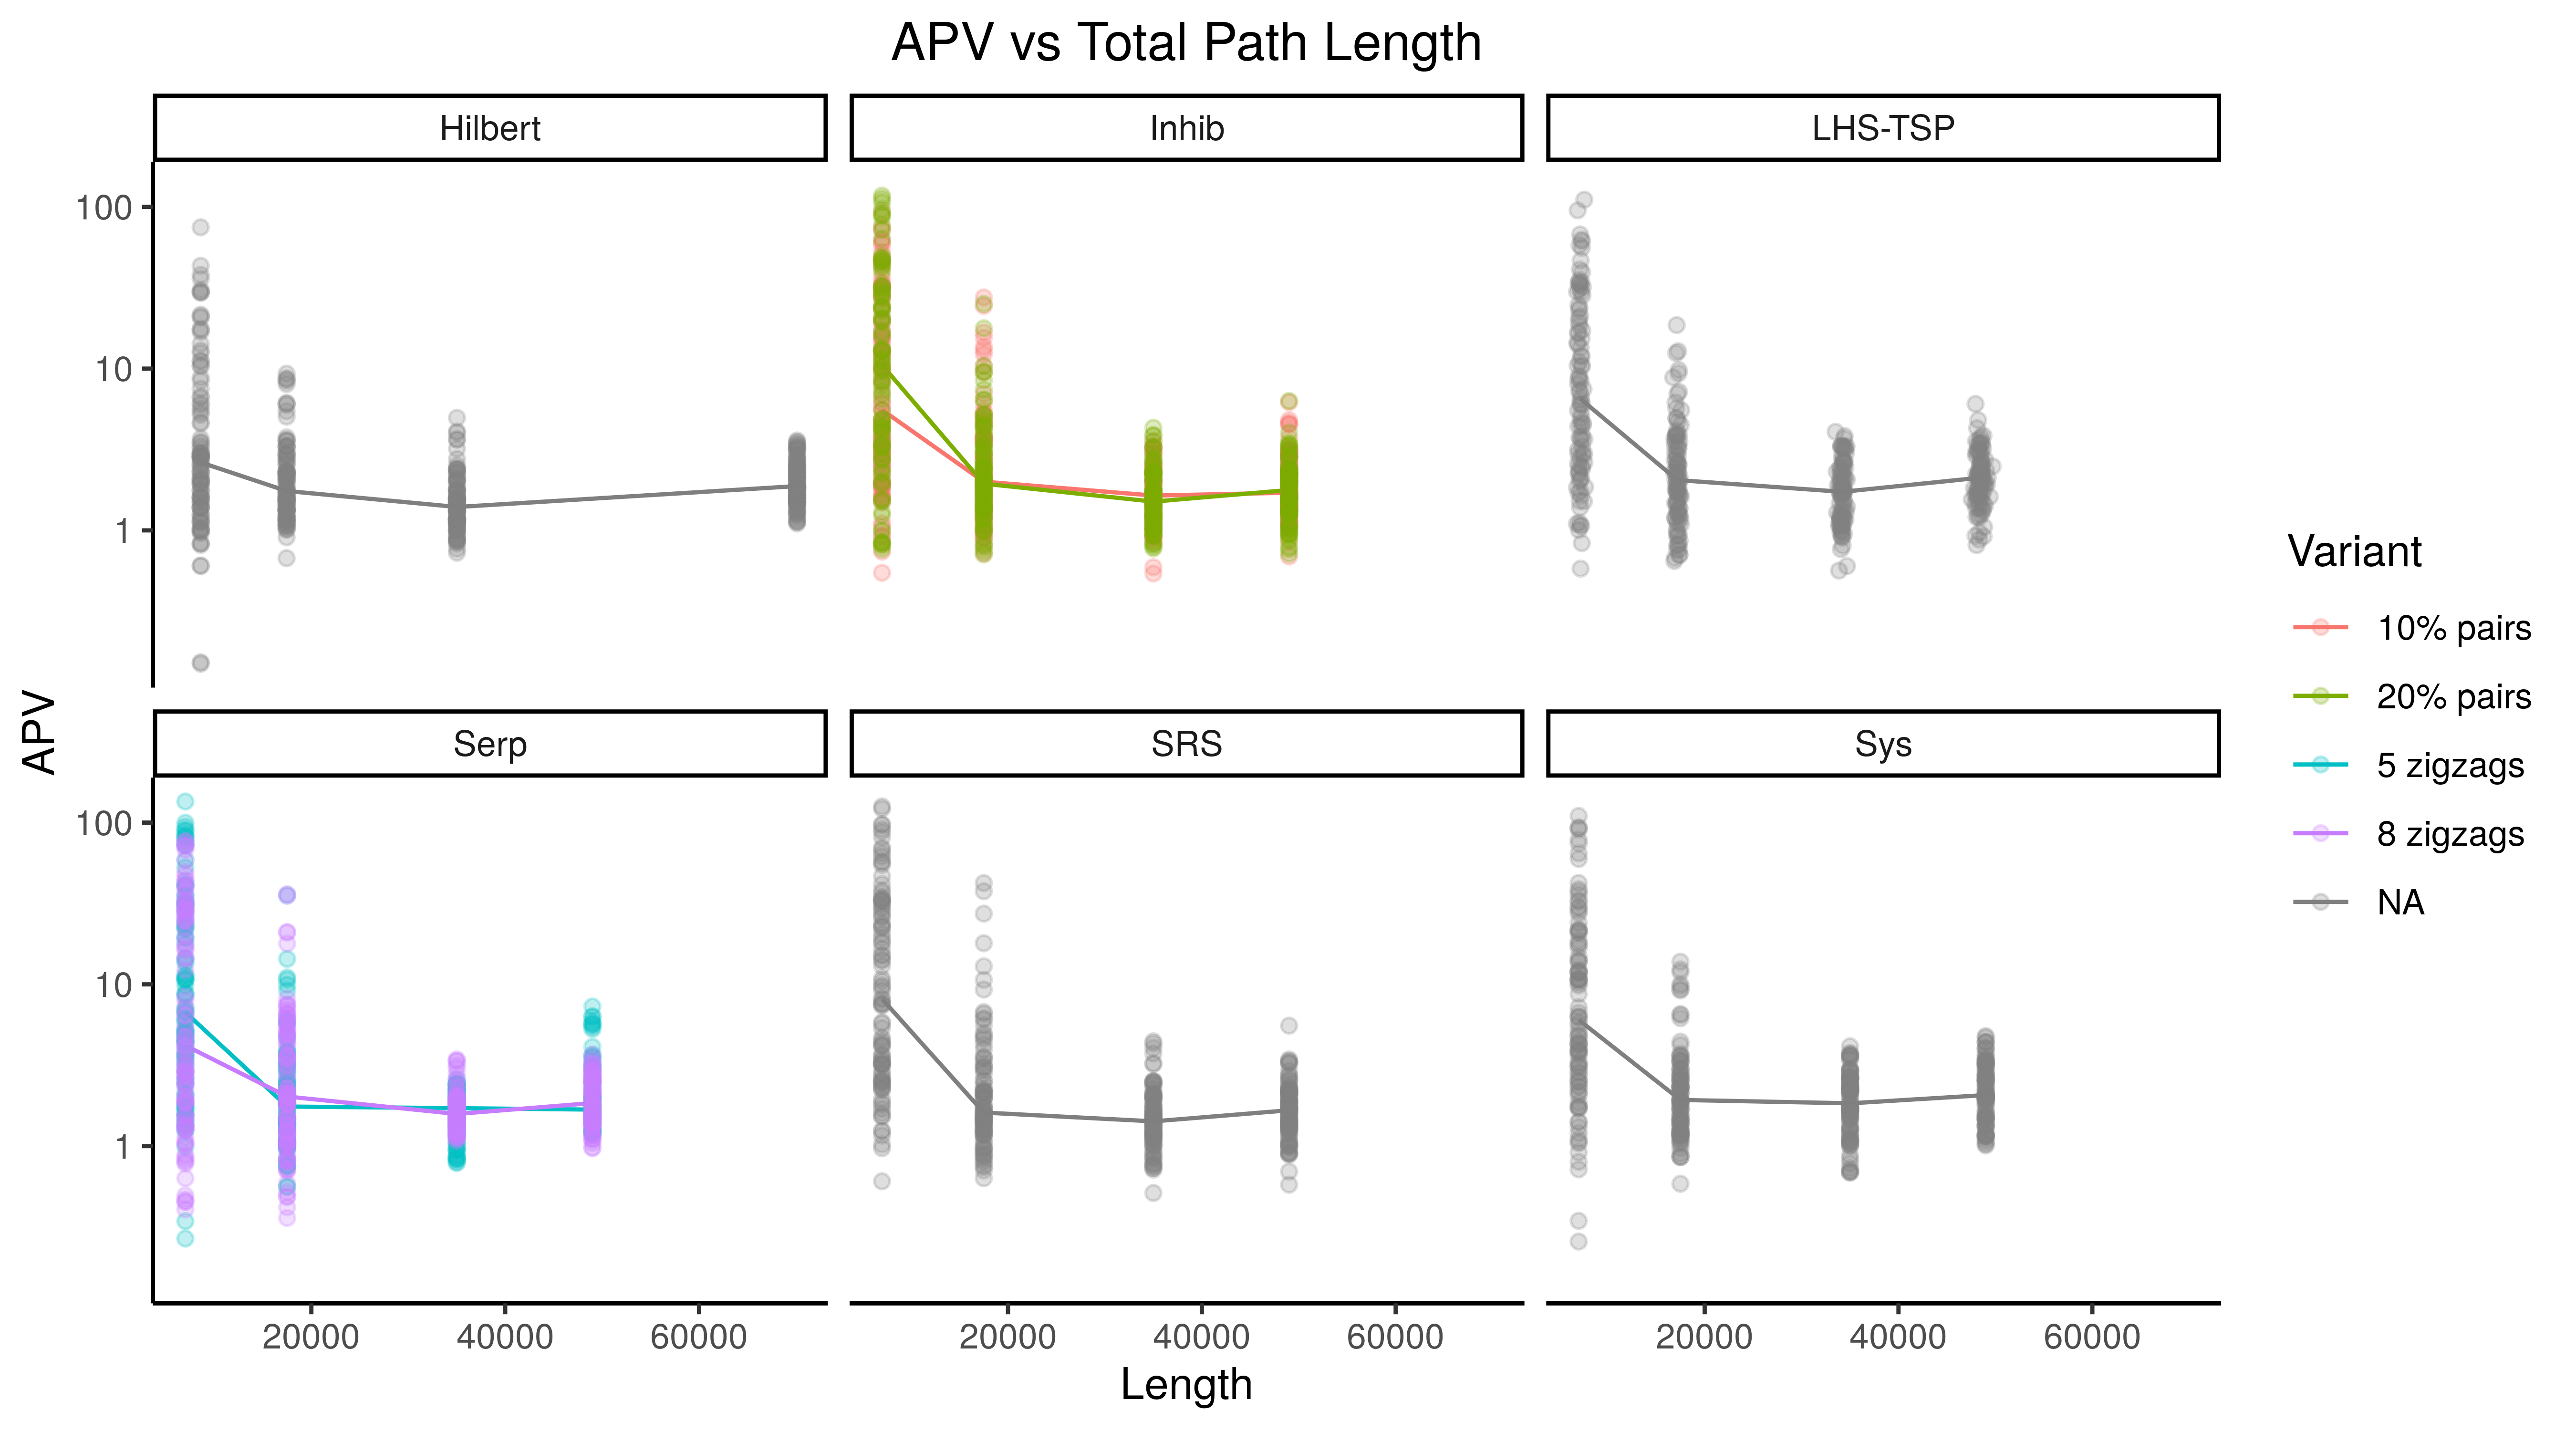 APV vs Total Path Length
Hilbert
Inhib
LHS-TSP
100
10
1
Serp
SRS
Sys
100
10
1
20000 40000 60000
20000 40000 60000
20000 40000 60000
Length
APV
Variant
10% pairs
20% pairs
5 zigzags
8 zigzags
NA